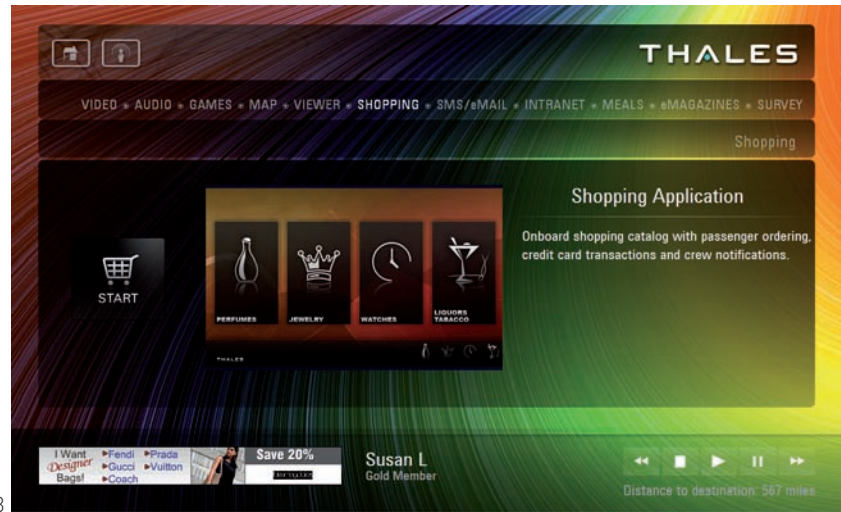 THALES
VIDEO • AUDIO • GAMES • MAP • VIEWER • SHOPPING • SMS/eMAIL • INTRANET • MEALS • eMAGAZINES • SURVEY
Shopping
START
PERFUMES
JEWELRY
WATCHES
LIQUORS
TABACCO
THALES
Shopping Application
Onboard shopping catalog with passenger ordering,
credit card transactions and crew notifications.
I Want
Designer
Bags!
▸Fendi ▸Prada
▸Gucci ▸Vuitton
▸Coach
Save 20%
Susan L
Gold Member
Distance to destination: 567 miles
3